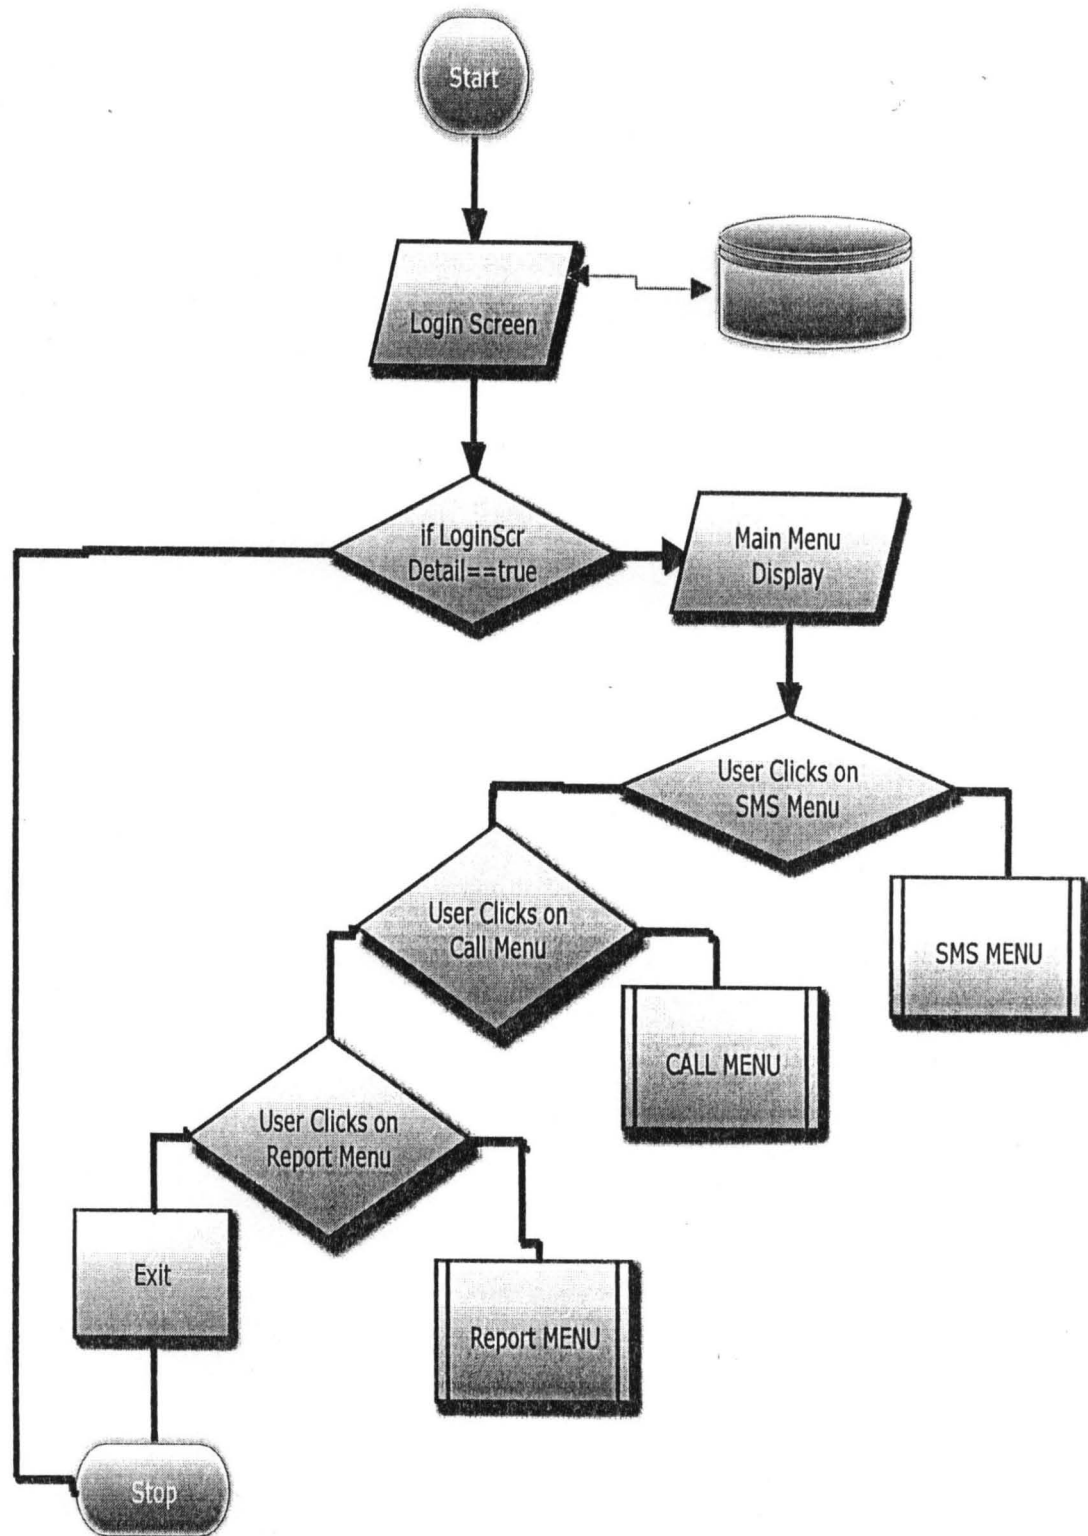 Start
Login Screen
if LoginScr
Detail==true
Main Menu
Display
User Clicks on
SMS Menu
User Clicks on
Call Menu
SMS MENU
CALL MENU
User Clicks on
Report Menu
Exit
Report MENU
Stop